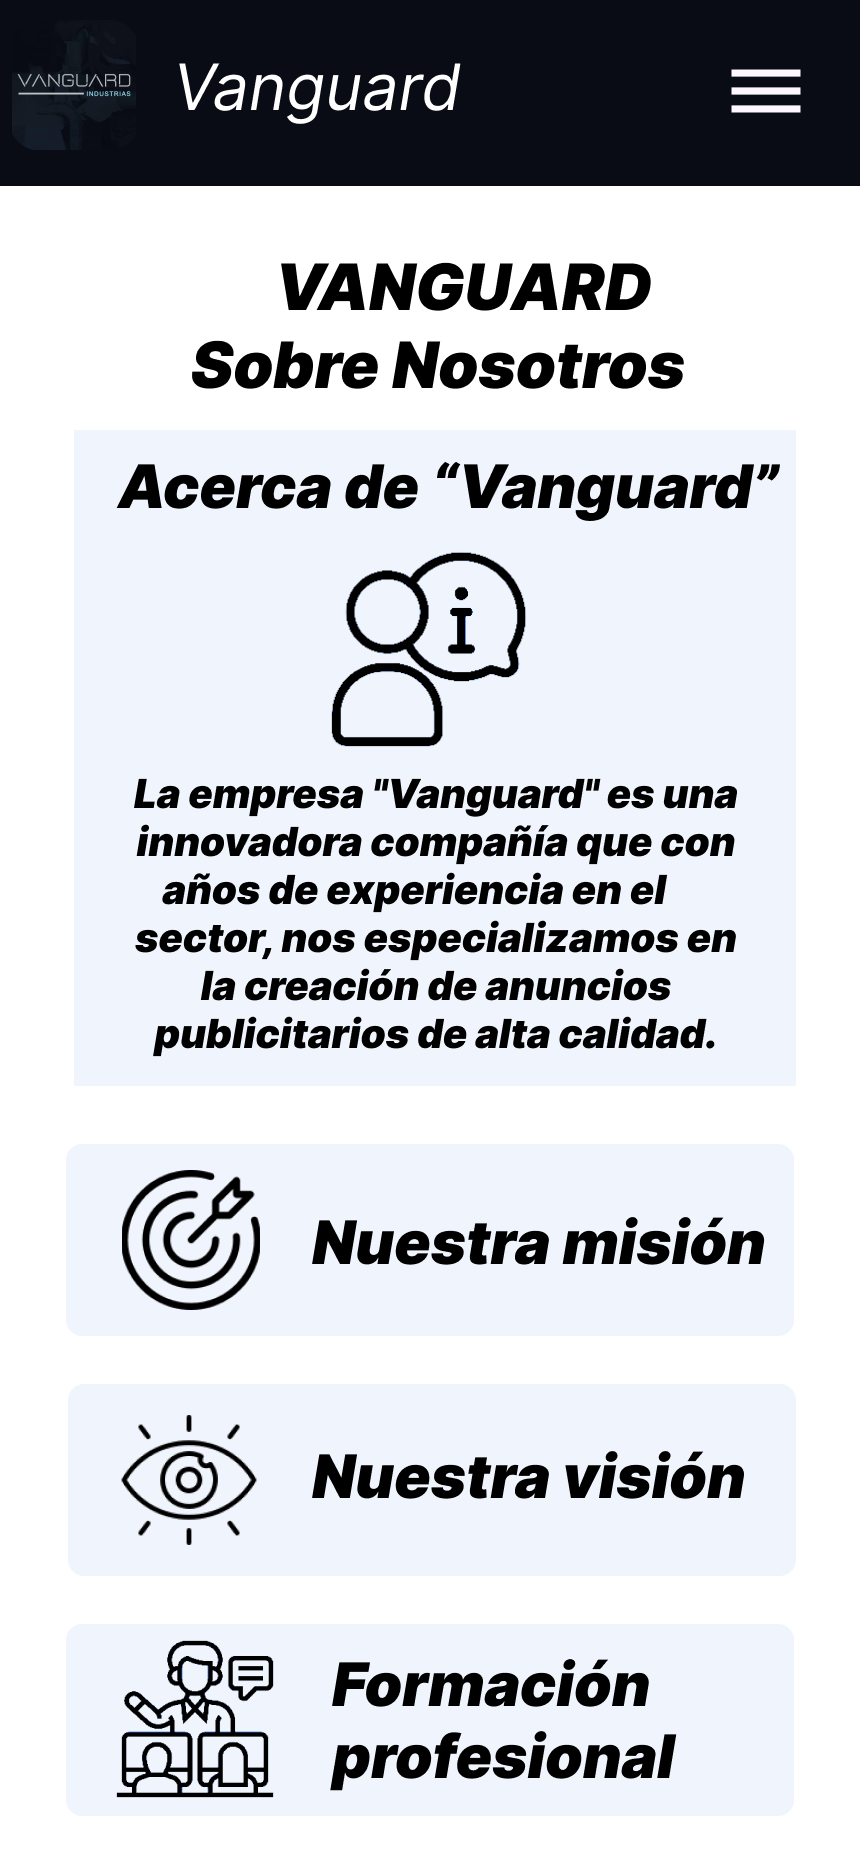 VANGUARD
INDUSTRIAS
Vanguard
VANGUARD
Sobre Nosotros
Acerca de “Vanguard”
i
La empresa "Vanguard" es una
innovadora compañía que con
años de experiencia en el
sector, nos especializamos en
la creación de anuncios
publicitarios de alta calidad.
Nuestra misión
Nuestra visión
Formación
profesional